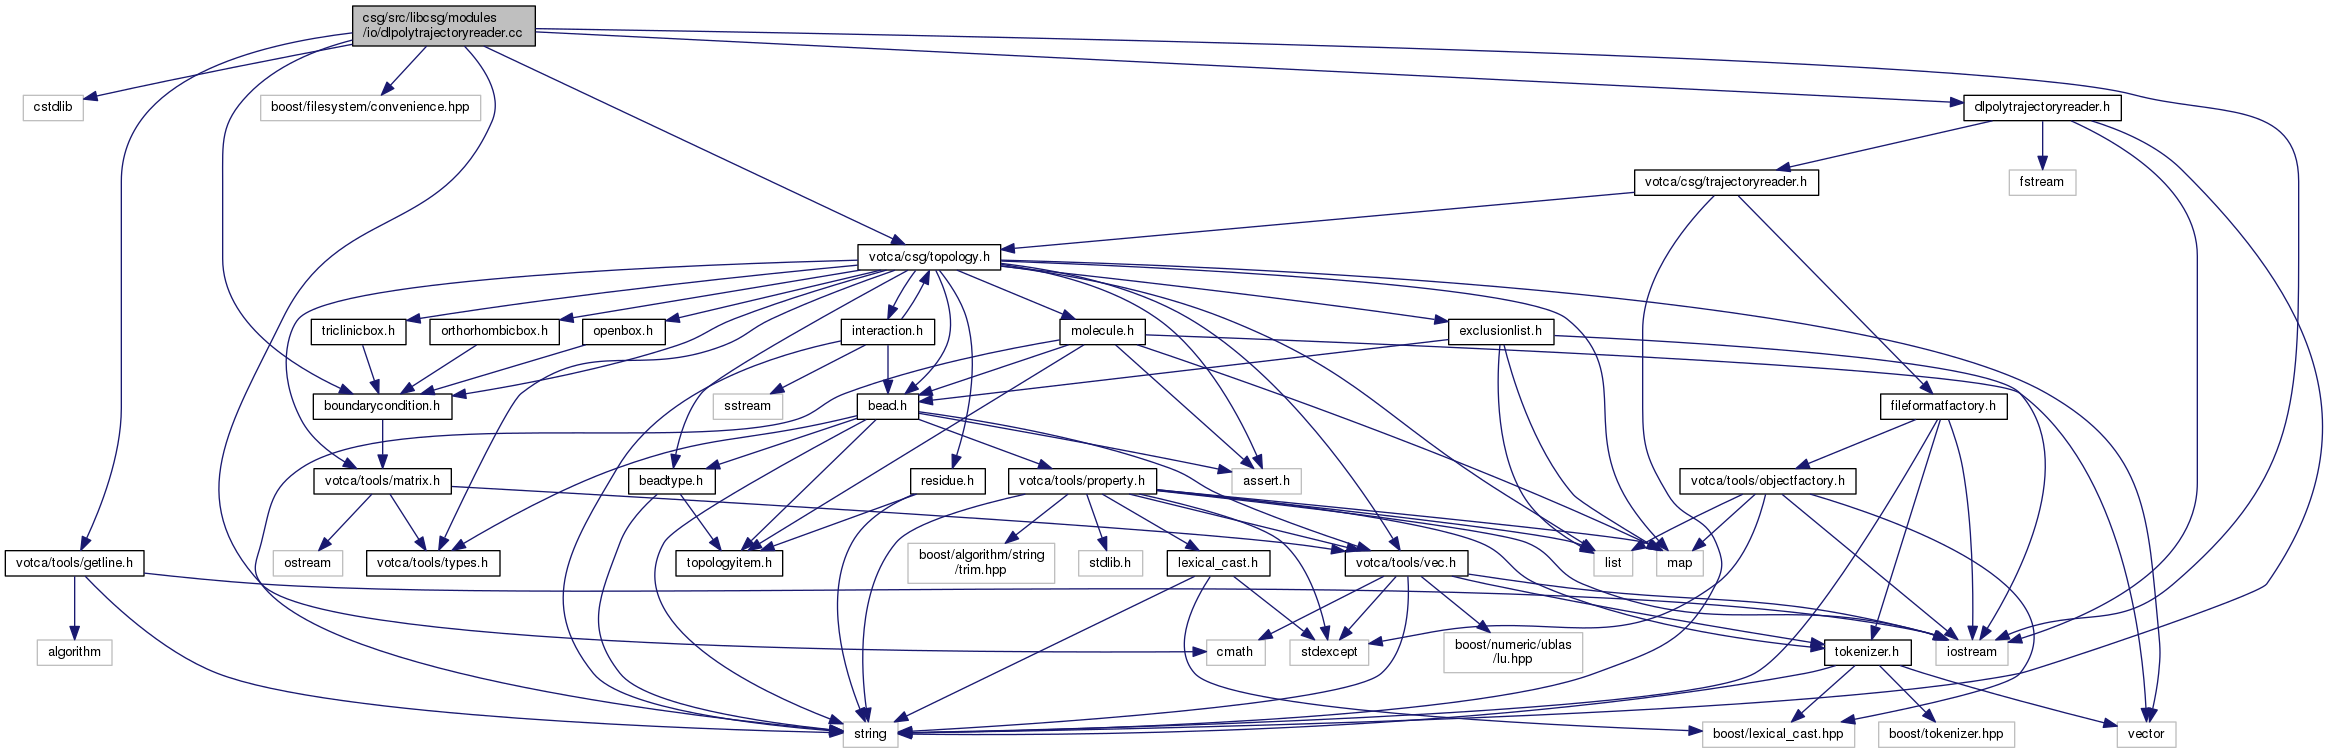 csg/src/libcsg/modules
/io/dlpolytrajectoryreader.cc
cstdlib
boost/filesystem/convenience.hpp
dlpolytrajectoryreader.h
votca/csg/trajectoryreader.h
fstream
votca/csg/topology.h
triclinicbox.h
orthorhombicbox.h
openbox.h
interaction.h
molecule.h
exclusionlist.h
boundarycondition.h
sstream
bead.h
fileformatfactory.h
votca/tools/matrix.h
beadtype.h
residue.h
votca/tools/property.h
assert.h
votca/tools/objectfactory.h
votca/tools/getline.h
ostream
votca/tools/types.h
topologyitem.h
boost/algorithm/string
/trim.hpp
stdlib.h
lexical_cast.h
votca/tools/vec.h
list
map
algorithm
cmath
stdexcept
boost/numeric/ublas
/lu.hpp
tokenizer.h
iostream
string
boost/lexical_cast.hpp
boost/tokenizer.hpp
vector